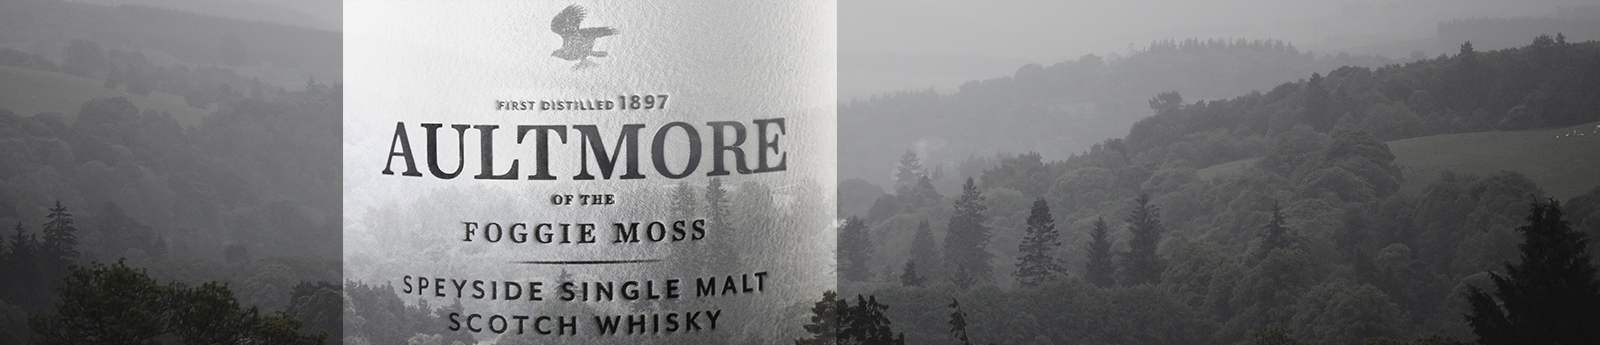 FIRST DISTILLED 1897
AULTMORE
OF THE
FOGGIE MOSS
SPEYSIDE SINGLE MALT
SCOTCH WHISKY